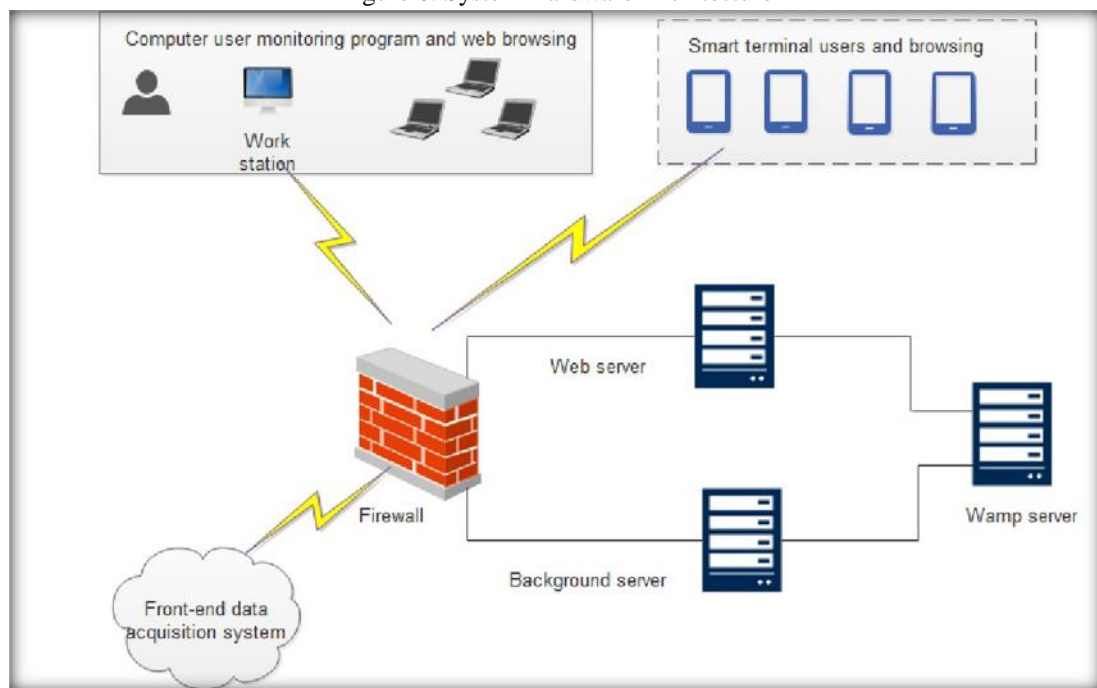 Computer user monitoring program and web browsing
Smart terminal users and browsing
Work
station
Web server
Firewall
Wamp server
Background server
Front-end data
acquisition system